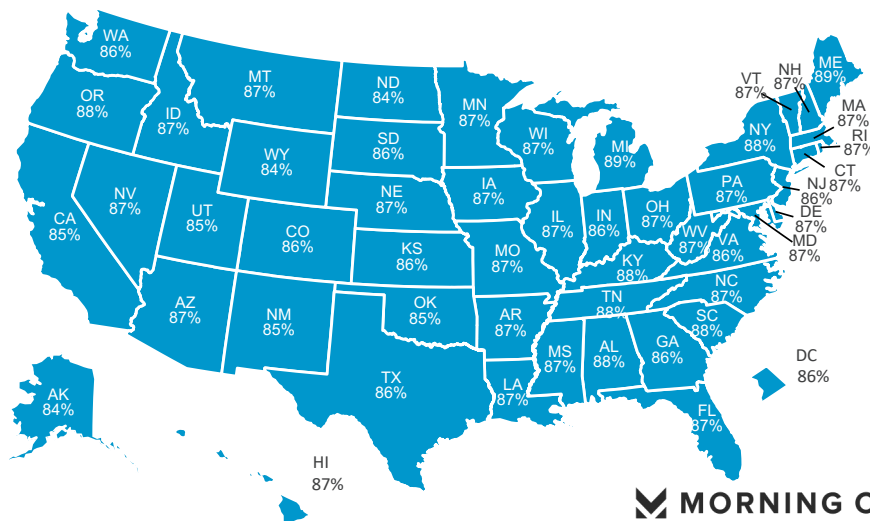 WA
86%
OR
88%
ID
87%
MT
87%
ND
84%
MN
87%
SD
86%
WY
84%
NE
87%
IA
87%
WI
87%
MI
89%
NV
87%
CA
85%
UT
85%
CO
86%
KS
86%
MO
87%
IL
87%
IN
86%
OH
87%
KY
88%
WV
87%
VA
86%
PA
87%
NY
88%
VT
87%
NH
87%
ME
89%
MA
87%
RI
87%
CT
87%
NJ
86%
DE
87%
MD
87%
AZ
87%
NM
85%
OK
85%
AR
87%
TN
88%
NC
87%
SC
88%
TX
86%
LA
87%
MS
87%
AL
88%
GA
86%
FL
87%
DC
86%
AK
84%
HI
87%
MORNING C